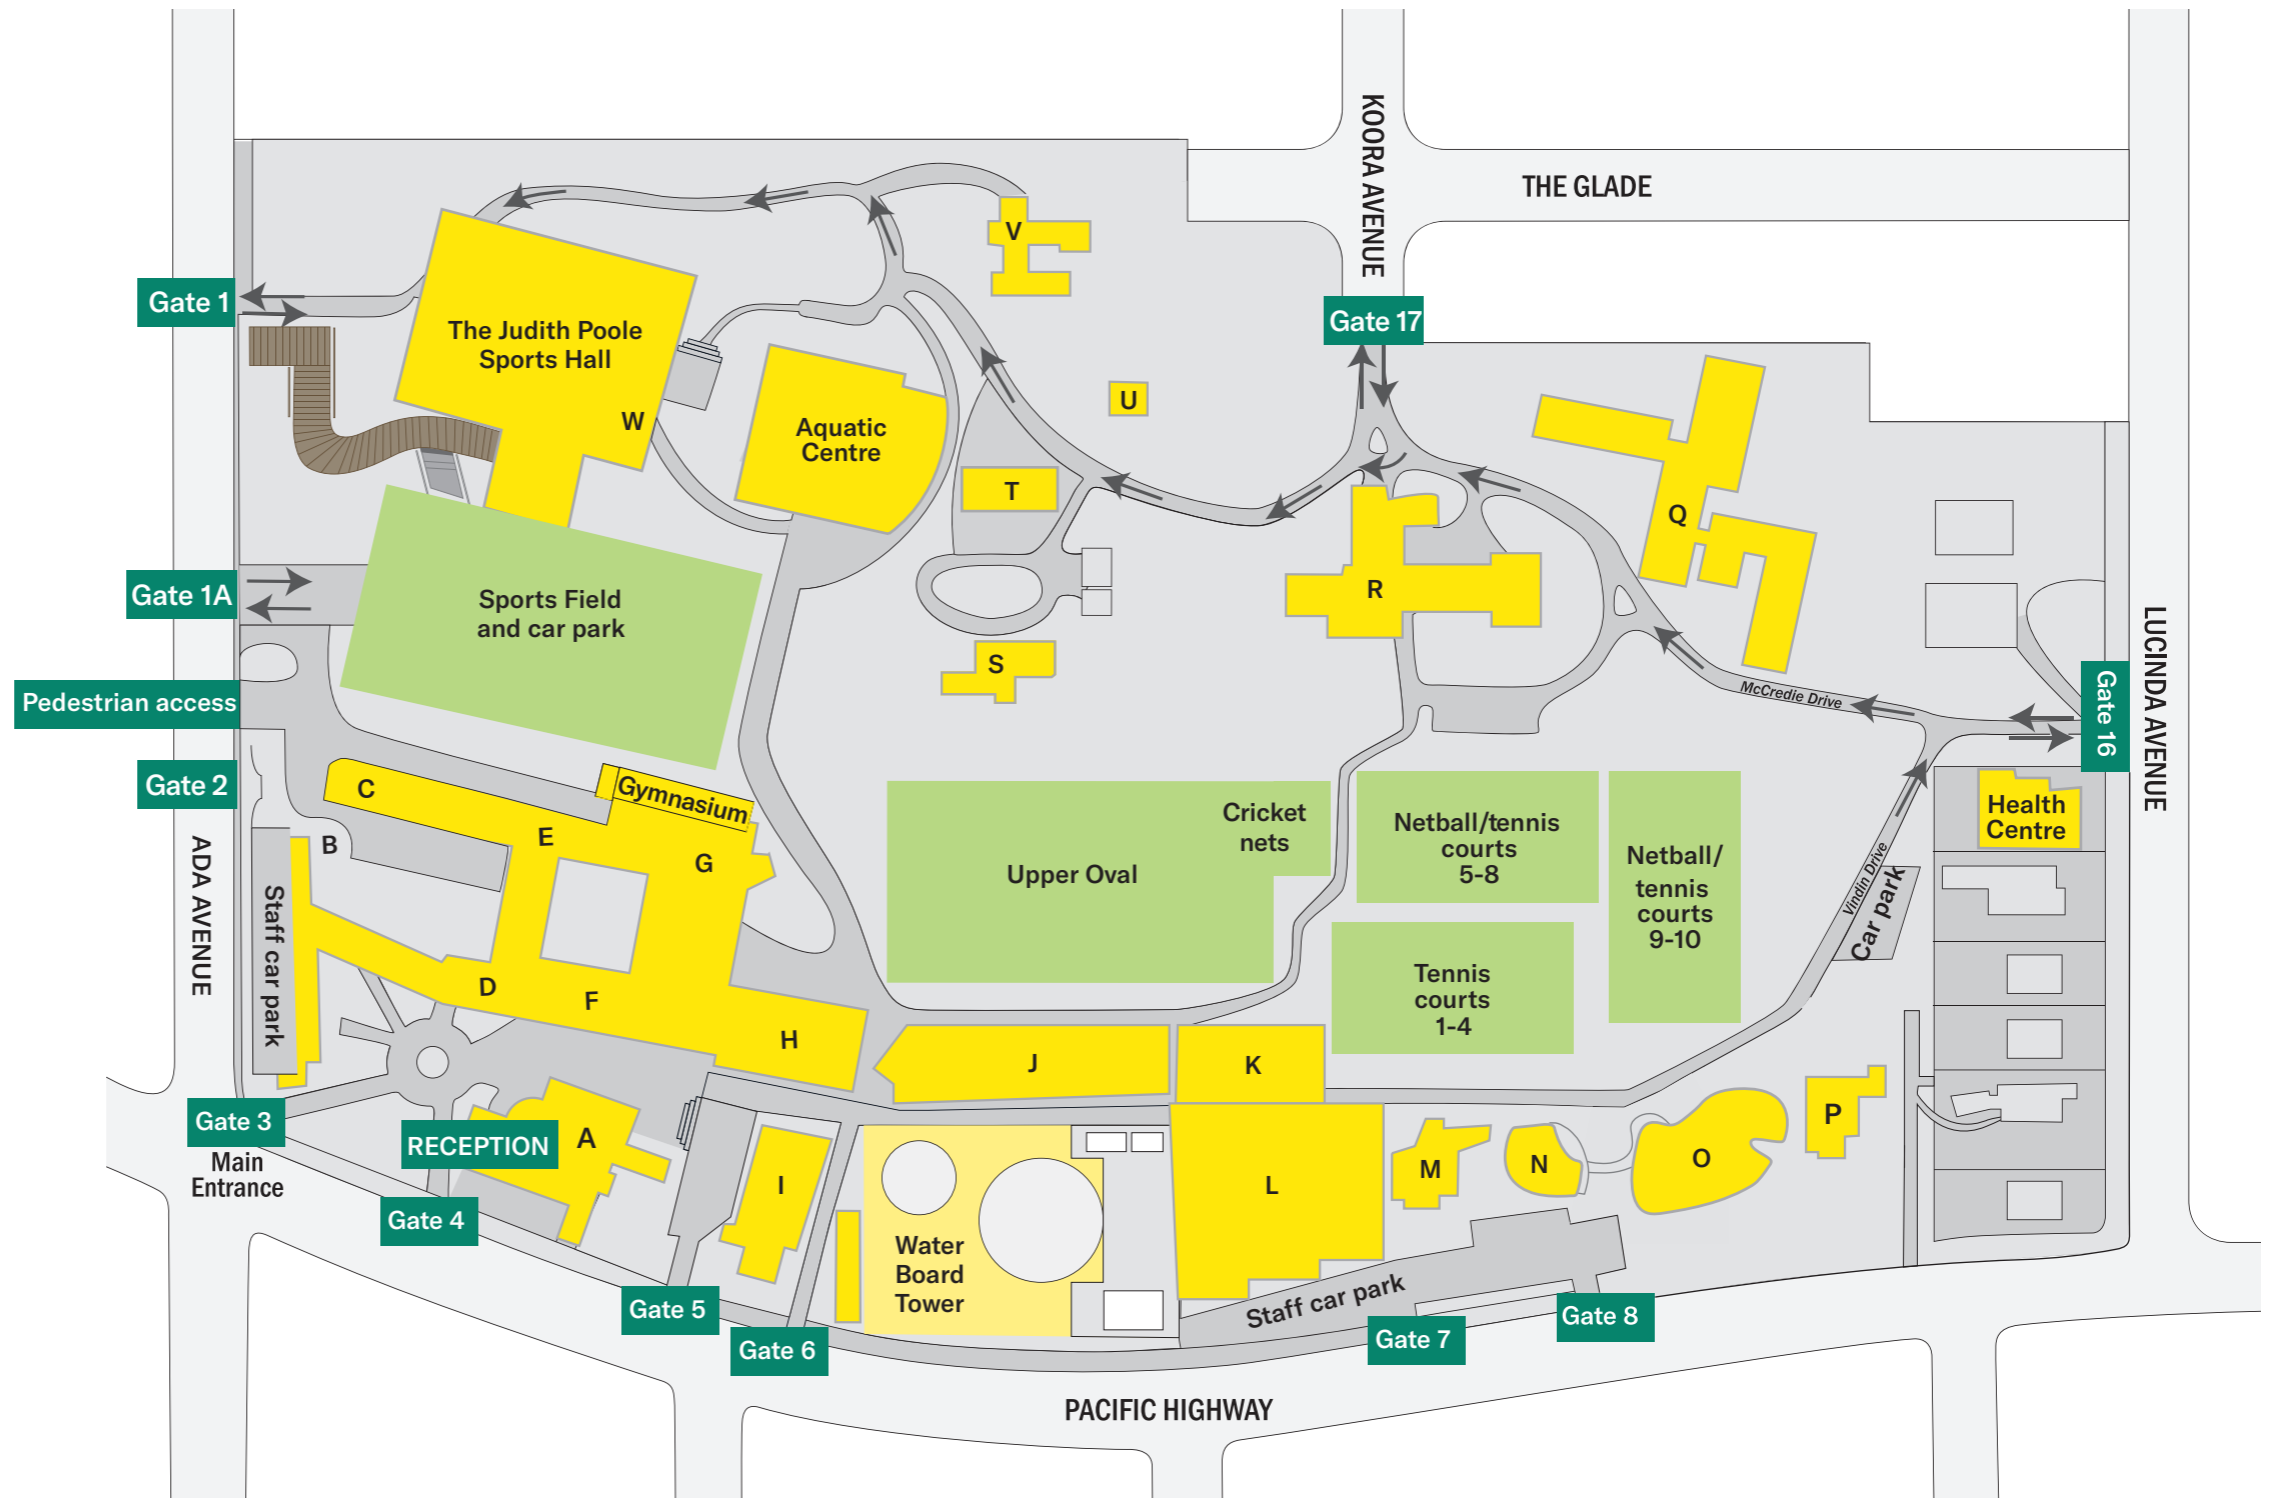 KOORA AVENUE
THE GLADE
V
Gate 1
Gate 17
The Judith Poole
Sports Hall
W
Aquatic
Centre
U
T
Q
Gate 1A
Sports Field
and car park
R
S
Pedestrian access
McCredie Drive
Gate 16
LUCINDA AVENUE
Gate 2
C
Gymnasium
E
G
B
Upper Oval
Cricket
nets
Netball/tennis
courts
5-8
Netball/
tennis
courts
9-10
Health
Centre
Vindin Drive
Car park
ADA AVENUE
Staff car park
D
F
H
J
K
Tennis
courts
1-4
Gate 3
Main
Entrance
RECEPTION
A
I
L
M
N
O
P
Gate 4
Water
Board
Tower
Gate 5
Gate 6
Staff car park
Gate 7
Gate 8
PACIFIC HIGHWAY